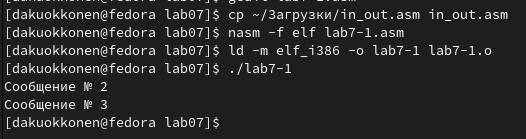 [dakuokkonen@fedora lab07]$ cp ~/Загрузки/in_out.asm in_out.asm
[dakuokkonen@fedora lab07]$ nasm -f elf lab7-1.asm
[dakuokkonen@fedora lab07]$ ld -m elf_i386 -o lab7-1 lab7-1.o
[dakuokkonen@fedora lab07]$ ./lab7-1
Сообщение № 2
Сообщение № 3
[dakuokkonen@fedora lab07]$